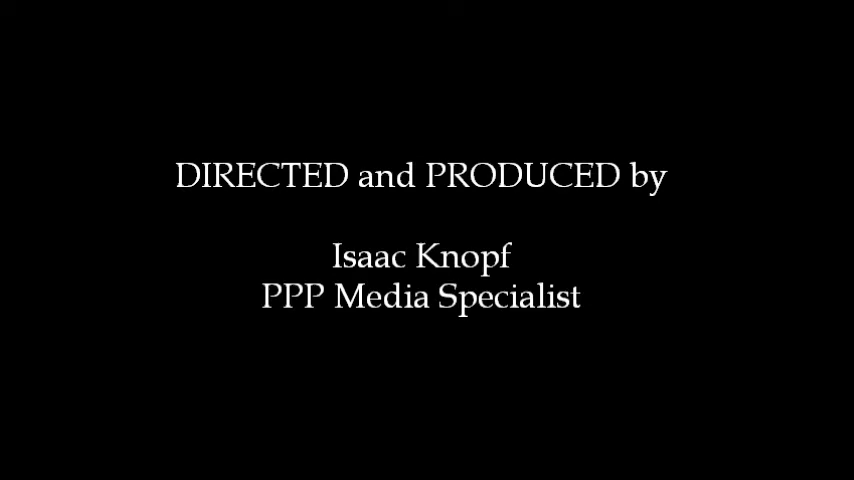 DIRECTED and PRODUCED by
Isaac Knopf
PPP Media Specialist